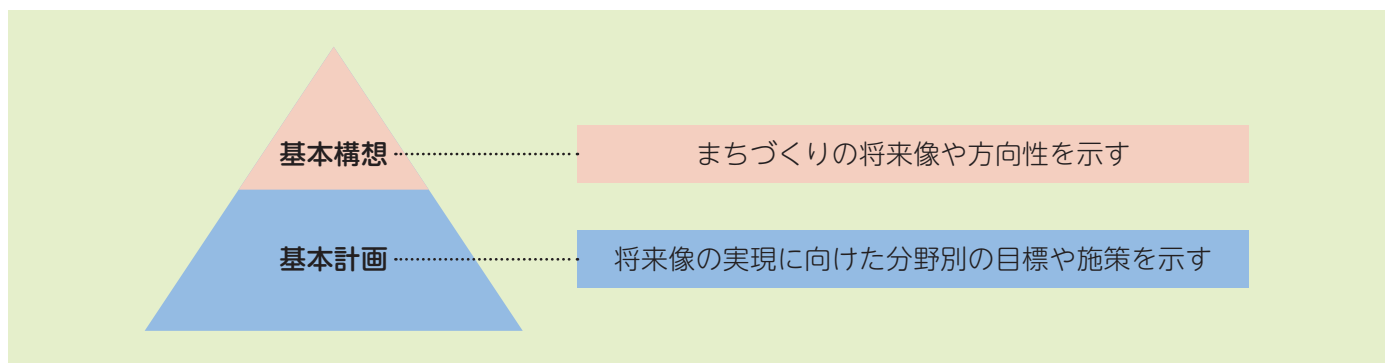 基本構想
まちづくりの将来像や方向性を示す
基本計画
将来像の実現に向けた分野別の目標や施策を示す